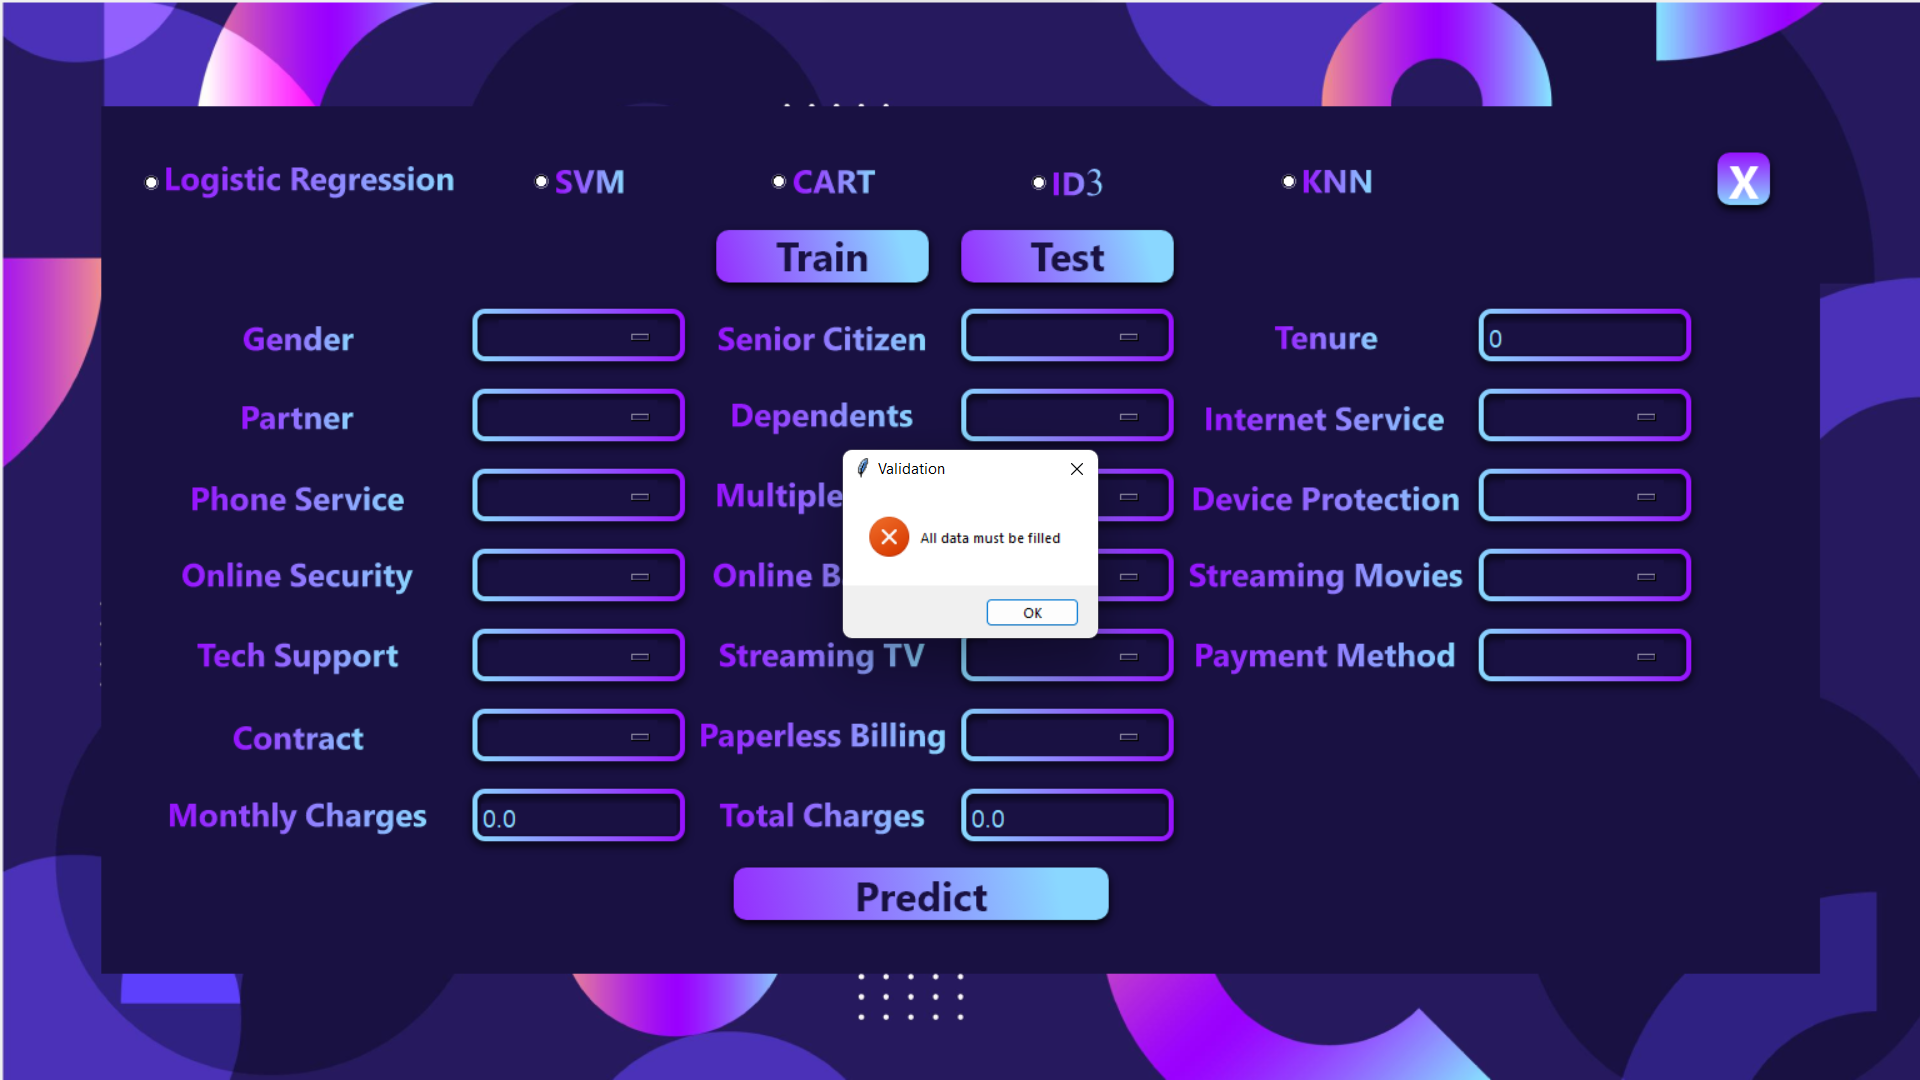 Logistic Regression SVM CART ID3 KNN X
Train Test
Gender Senior Citizen Tenure 0
Partner Dependents Internet Service
Validation
Phone Service Multiple Device Protection
All data must be filled
Online Security Online Streaming Movies
OK
Tech Support Streaming TV Payment Method
Contract Paperless Billing
Monthly Charges 0.0 Total Charges 0.0
Predict